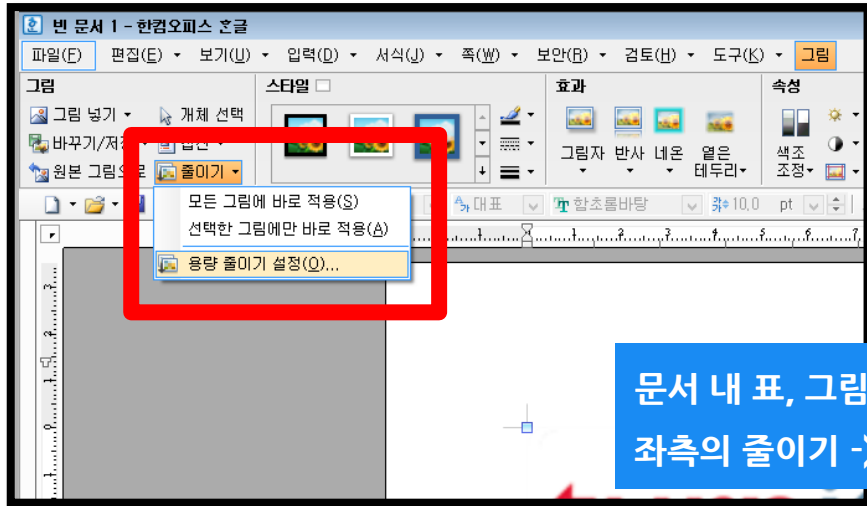 빈 문서 1 - 한컴오피스 한글
파일(F) 편집(E) 보기(U) 입력(D) 서식(J) 쪽(W) 보안(R) 검토(H) 도구(K) 그림
그림 스타일 효과 속성
그림 넣기 개체 선택
바꾸기/저장
원본 그림으로 줄이기
그림자 반사 네온 옅은 테두리 색조 조정
모든 그림에 바로 적용(S)
선택한 그림에만 바로 적용(A)
용량 줄이기 설정(O)...
대표 함초롬바탕 10,0 pt
문서 내 표, 그림
좌측의 줄이기 -